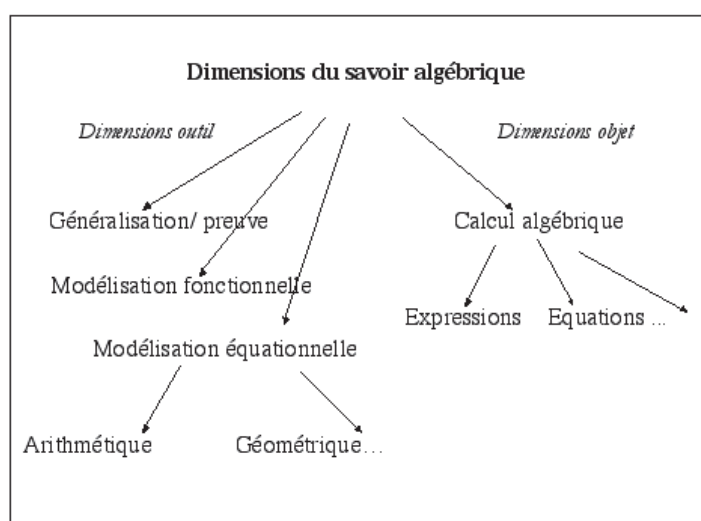 Dimensions du savoir algébrique
Dimensions outil
Dimensions objet
Généralisation/ preuve
Calcul algébrique
Modélisation fonctionnelle
Expressions
Equations ...
Modélisation équationnelle
Arithmétique
Géométrique...